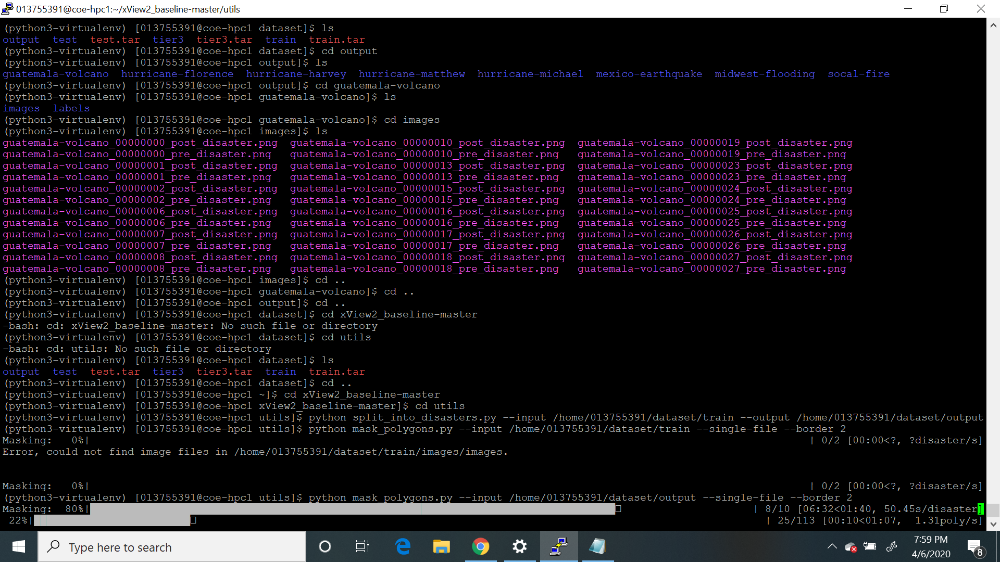 013755391@coe-hpc1:~/xView2_baseline-master/utils
(python3-virtualenv) [013755391@coe-hpc1 dataset]$ ls
output  test  test.tar  tier3  tier3.tar  train  train.tar
(python3-virtualenv) [013755391@coe-hpc1 dataset]$ cd output
(python3-virtualenv) [013755391@coe-hpc1 output]$ ls
guatemala-volcano  hurricane-florence  hurricane-harvey  hurricane-matthew  hurricane-michael  mexico-earthquake  midwest-flooding  socal-fire
(python3-virtualenv) [013755391@coe-hpc1 output]$ cd guatemala-volcano
(python3-virtualenv) [013755391@coe-hpc1 guatemala-volcano]$ ls
images  labels
(python3-virtualenv) [013755391@coe-hpc1 guatemala-volcano]$ cd images
(python3-virtualenv) [013755391@coe-hpc1 images]$ ls
guatemala-volcano_00000000_post_disaster.png  guatemala-volcano_00000010_post_disaster.png  guatemala-volcano_00000019_post_disaster.png
guatemala-volcano_00000000_pre_disaster.png   guatemala-volcano_00000010_pre_disaster.png   guatemala-volcano_00000019_pre_disaster.png
guatemala-volcano_00000001_post_disaster.png  guatemala-volcano_00000013_post_disaster.png  guatemala-volcano_00000023_post_disaster.png
guatemala-volcano_00000001_pre_disaster.png   guatemala-volcano_00000013_pre_disaster.png   guatemala-volcano_00000023_pre_disaster.png
guatemala-volcano_00000002_post_disaster.png  guatemala-volcano_00000015_post_disaster.png  guatemala-volcano_00000024_post_disaster.png
guatemala-volcano_00000002_pre_disaster.png   guatemala-volcano_00000015_pre_disaster.png   guatemala-volcano_00000024_pre_disaster.png
guatemala-volcano_00000006_post_disaster.png  guatemala-volcano_00000016_post_disaster.png  guatemala-volcano_00000025_post_disaster.png
guatemala-volcano_00000006_pre_disaster.png   guatemala-volcano_00000016_pre_disaster.png   guatemala-volcano_00000025_pre_disaster.png
guatemala-volcano_00000007_post_disaster.png  guatemala-volcano_00000017_post_disaster.png  guatemala-volcano_00000026_post_disaster.png
guatemala-volcano_00000007_pre_disaster.png   guatemala-volcano_00000017_pre_disaster.png   guatemala-volcano_00000026_pre_disaster.png
guatemala-volcano_00000008_post_disaster.png  guatemala-volcano_00000018_post_disaster.png  guatemala-volcano_00000027_post_disaster.png
guatemala-volcano_00000008_pre_disaster.png   guatemala-volcano_00000018_pre_disaster.png   guatemala-volcano_00000027_pre_disaster.png
(python3-virtualenv) [013755391@coe-hpc1 images]$ cd ..
(python3-virtualenv) [013755391@coe-hpc1 guatemala-volcano]$ cd ..
(python3-virtualenv) [013755391@coe-hpc1 output]$ cd ..
(python3-virtualenv) [013755391@coe-hpc1 dataset]$ cd xView2_baseline-master
-bash: cd: xView2_baseline-master: No such file or directory
(python3-virtualenv) [013755391@coe-hpc1 dataset]$ cd utils
-bash: cd: utils: No such file or directory
(python3-virtualenv) [013755391@coe-hpc1 dataset]$ ls
output  test  test.tar  tier3  tier3.tar  train  train.tar
(python3-virtualenv) [013755391@coe-hpc1 dataset]$ cd ..
(python3-virtualenv) [013755391@coe-hpc1 ~]$ cd xView2_baseline-master
(python3-virtualenv) [013755391@coe-hpc1 xView2_baseline-master]$ cd utils
(python3-virtualenv) [013755391@coe-hpc1 utils]$ python split_into_disasters.py --input /home/013755391/dataset/train --output /home/013755391/dataset/output
(python3-virtualenv) [013755391@coe-hpc1 utils]$ python mask_polygons.py --input /home/013755391/dataset/train --single-file --border 2
Masking:   0%|                    | 0/2 [00:00<?, ?disaster/s]
Error, could not find image files in /home/013755391/dataset/train/images/images.
Masking:   0%|                    | 0/2 [00:00<?, ?disaster/s]
(python3-virtualenv) [013755391@coe-hpc1 utils]$ python mask_polygons.py --input /home/013755391/dataset/output --single-file --border 2
Masking:  80%|                    | 8/10 [06:32<01:40, 50.45s/disaster]
22%|                    | 25/113 [00:10<01:07,  1.31poly/s]
Type here to search
7:59 PM
4/6/2020
8